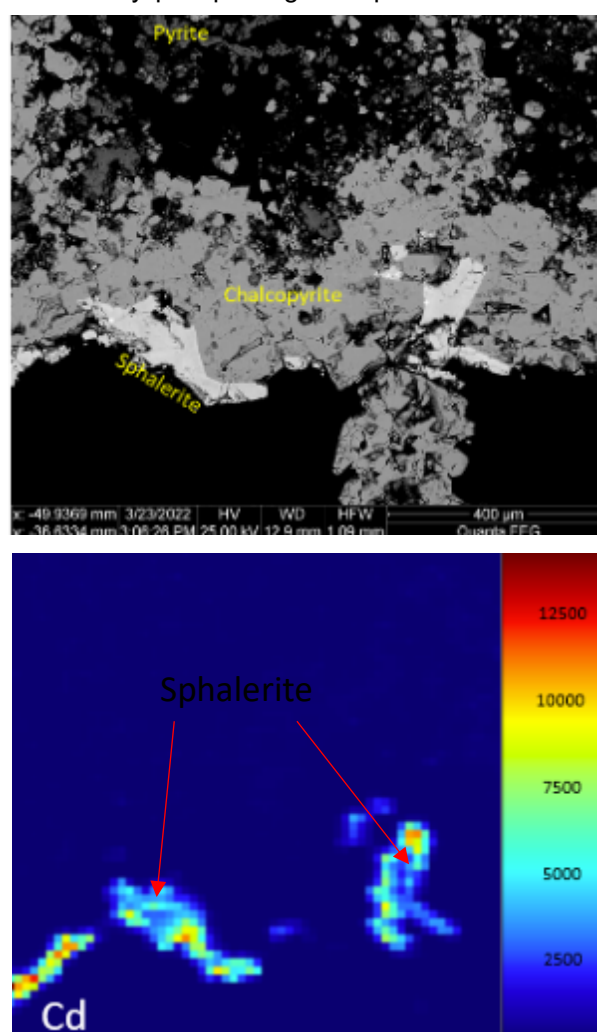 Pyrite
Chalcopyrite
Sphalerite
x: -49.9369 mm 3/23/2022 HV WD HFW 400 µm
-36.6334 mm 3:06:26 PM 25.00 kV 12.9 mm 1.09 mm Quanta FEG
Sphalerite
12500
10000
7500
5000
2500
Cd